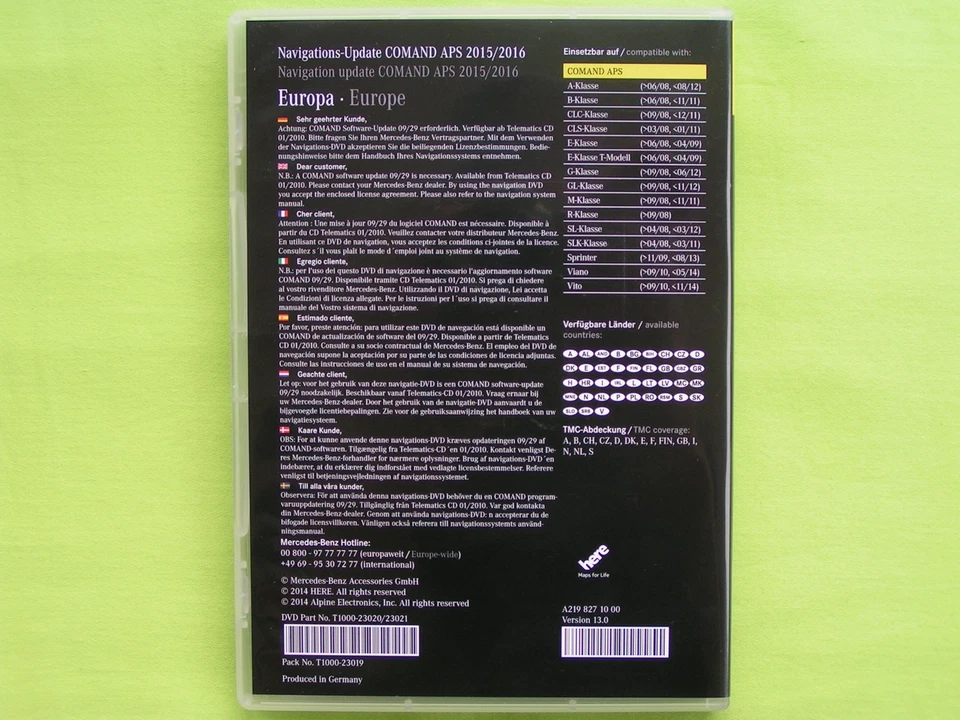 Navigations-Update COMAND APS 2015/2016
Navigation update COMAND APS 2015/2016
Europa · Europe
Sehr geehrter Kunde,
Achtung: COMAND Software-Update 09/29 erforderlich. Verfügbar ab Telematics CD
01/2010. Bitte fragen Sie Ihren Mercedes-Benz Vertragspartner. Mit dem Verwenden
der Navigations-DVD akzeptieren Sie die beiliegenden Lizenzbestimmungen. Bedie-
nungshinweise bitte dem Handbuch Ihres Navigationssystems entnehmen.
Dear customer,
N.B.: A COMAND software update 09/29 is necessary. Available from Telematics CD
01/2010. Please contact your Mercedes-Benz dealer. By using the navigation DVD
you accept the enclosed license agreement. Please also refer to the navigation system
manual.
Cher client,
Attention : Une mise à jour 09/29 du logiciel COMAND est nécessaire. Disponible à
partir du CD Telematics 01/2010. Veuillez contacter votre distributeur Mercedes-Benz.
En utilisant ce DVD de navigation, vous acceptez les conditions ci-jointes de la licence.
Consultez s´il vous plaît le mode d´emploi joint au système de navigation.
Egregio cliente,
N.B.: per l'uso del questo DVD di navigazione è necessario l'aggiornamento software
COMAND 09/29. Disponibile tramite CD Telematics 01/2010. Si prega di chiedere
al vostro rivenditore Mercedes-Benz. Utilizzando il DVD di navigazione, Lei accetta
le Condizioni di licenza allegate. Per le istruzioni per l´uso si prega di consultare il
manuale del Vostro sistema di navigazione.
Estimado cliente,
Por favor, preste atención: para utilizar este DVD de navegación está disponible un
COMAND de actualización de software del 09/29. Disponible a partir de Telematics
CD 01/2010. Consulte a su socio contractual de Mercedes-Benz. El empleo del DVD de
navegación supone la aceptación por su parte de las condiciones de licencia adjuntas.
Consulte las instrucciones de uso en el manual de su sistema de navegación.
Geachte client,
Let op: voor het gebruik van deze navigatie-DVD is een COMAND software-update
09/29 noodzakelijk. Beschikbaar vanaf Telematics-CD 01/2010. Vraag ernaar bij
uw Mercedes-Benz-dealer. Door het gebruik van de navigatie-DVD aanvaardt u de
bijgevoegde licentiebepalingen. Zie voor de gebruiksaanwijzing het handboek van uw
navigatiesysteem.
Kaare Kunde,
OBS: For at kunne anvende denne navigations-DVD kræves opdateringen 09/29 af
COMAND-softwaren. Tilgængelig fra Telematics-CD´en 01/2010. Kontakt venligst De-
res Mercedes-Benz-forhandler for nærmere oplysninger. Brug af navigations-DVD´en
indebærer, at du erklærer dig indforstået med vedlagte licensbestemmelser. Referere
venligst til betjeningsvejledningen af navigationssystemet.
Till alla våra kunder,
Observera: För att använda denna navigations-DVD behöver du en COMAND program-
varuuppdatering 09/29. Tillgänglig från Telematics CD 01/2010. Var god kontakta
din Mercedes-Benz-dealer. Genom att använda navigations-DVD: n accepterar du de
bifogade licensvillkoren. Vänligen också referera till navigationssystemts använd-
ningsmanual.
Mercedes-Benz Hotline:
00 800 - 97 77 77 77 (europaweit / Europe-wide)
+49 69 - 95 30 72 77 (international)
© Mercedes-Benz Accessories GmbH
© 2014 HERE. All rights reserved
© 2014 Alpine Electronics, Inc. All rights reserved
DVD Part No. T1000-23020/23021
Pack No. T1000-23019
Produced in Germany
Einsetzbar auf / compatible with:
COMAND APS
A-Klasse (>06/08, <08/12)
B-Klasse (>06/08, <11/11)
CLC-Klasse (>09/08, <12/11)
CLS-Klasse (>03/08, <01/11)
E-Klasse (>06/08, <04/09)
E-Klasse T-Modell (>06/08, <04/09)
G-Klasse (>09/08, <06/12)
GL-Klasse (>09/08, <11/12)
M-Klasse (>09/08, <11/11)
R-Klasse (>09/08)
SL-Klasse (>04/08, <03/12)
SLK-Klasse (>04/08, <03/11)
Sprinter (>11/09, <08/13)
Viano (>09/10, <05/14)
Vito (>09/10, <11/14)
Verfügbare Länder / available
countries:
A AL AND B BG BIH CH CZ D
DK E EST F FIN FL GB GBZ GR
H HR I IRL L LT LV MC MK
MNE N NL P PL RO RSM S SK
SLO SRB V
TMC-Abdeckung / TMC coverage:
A, B, CH, CZ, D, DK, E, F, FIN, GB, I,
N, NL, S
here
Maps for Life
A219 827 10 00
Version 13.0